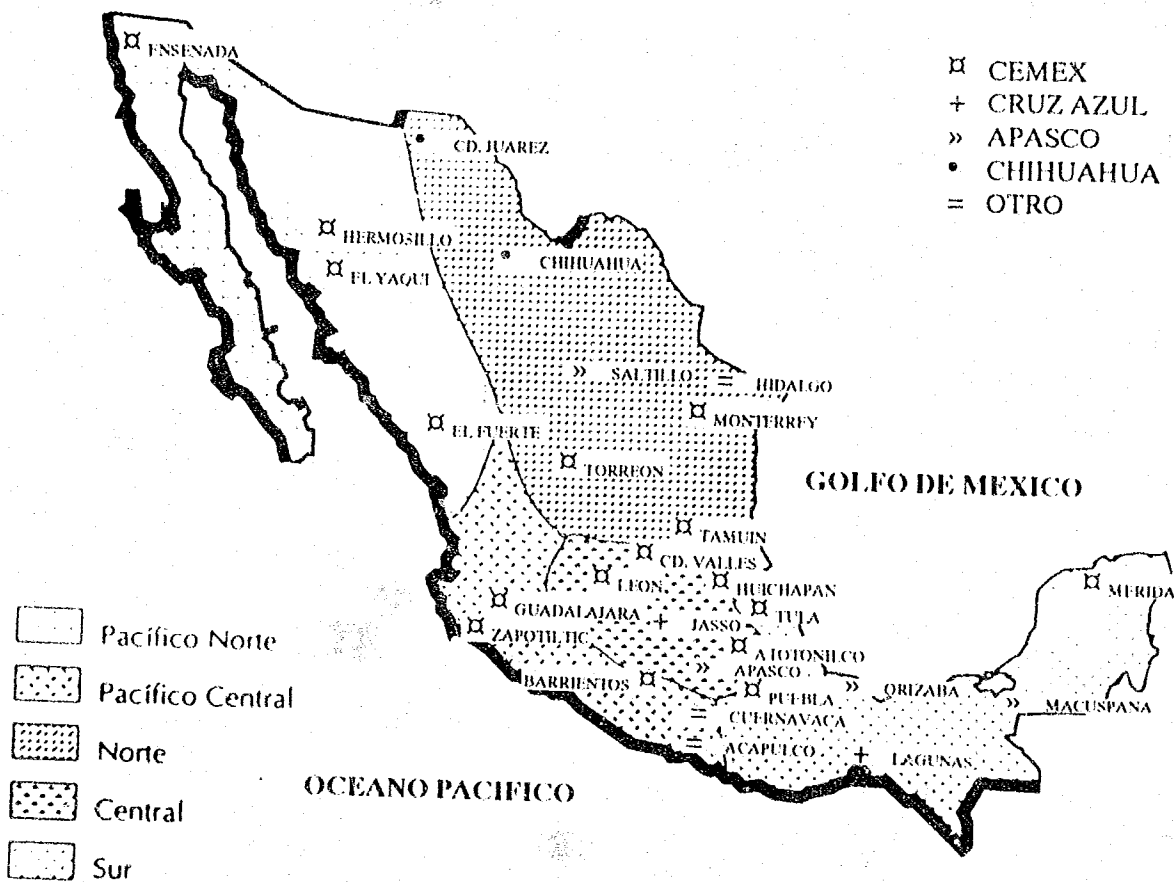 ENSENADA
¤ CEMEX
+ CRUZ AZUL
» APASCO
• CHIHUAHUA
= OTRO
CD. JUAREZ
HERMOSILLO
EL YAQUI
CHIHUAHUA
SALTILLO
HIDALGO
MONTERREY
EL FUERTE
TORREON
GOLFO DE MEXICO
TAMUIN
CD. VALLES
LEON
HUICHAPAN
MERIDA
GUADALAJARA
TULA
JASSO
ZAPOTILTIC
ATOTONILCO
APASCO
BARRIENTOS
PUEBLA
ORIZABA
MACUSPANA
CUERNAVACA
ACAPULCO
LAGUNAS
OCEANO PACIFICO
Pacífico Norte
Pacífico Central
Norte
Central
Sur